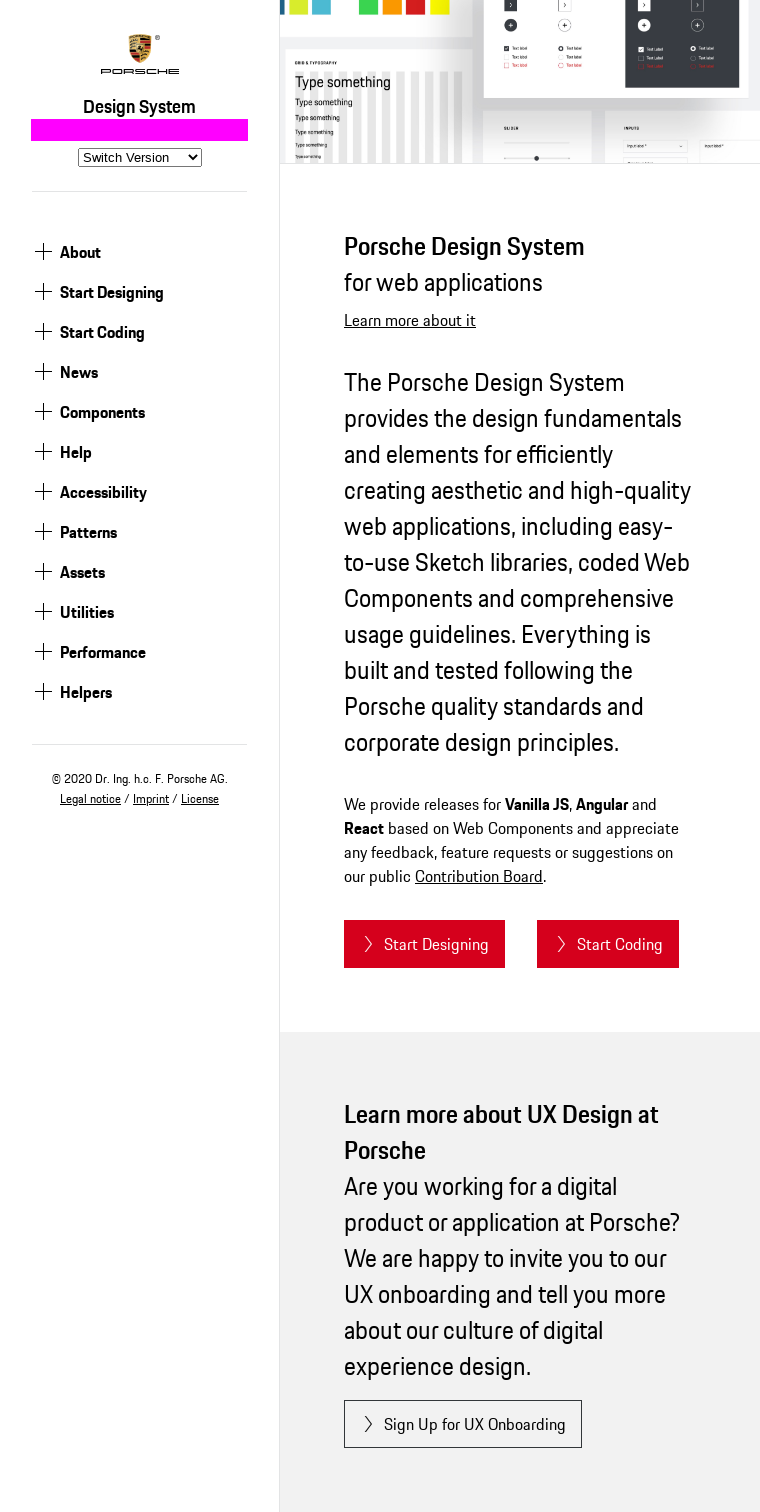 PORSCHE
Design System
Switch Version
About
Start Designing
Start Coding
News
Components
Help
Accessibility
Patterns
Assets
Utilities
Performance
Helpers
© 2020 Dr. Ing. h.c. F. Porsche AG.
Legal notice / Imprint / License
Text label Text label Text label Text label
Text label Text label Text label Text label
Text label Text label Text label Text label
GRID & TYPOGRAPHY
Type something
Type something
Type something
Type something
Type something
Type something
SLIDER
INPUTS
Input label * Input label *
Porsche Design System
for web applications
Learn more about it
The Porsche Design System
provides the design fundamentals
and elements for efficiently
creating aesthetic and high-quality
web applications, including easy-
to-use Sketch libraries, coded Web
Components and comprehensive
usage guidelines. Everything is
built and tested following the
Porsche quality standards and
corporate design principles.
We provide releases for Vanilla JS, Angular and
React based on Web Components and appreciate
any feedback, feature requests or suggestions on
our public Contribution Board.
Start Designing Start Coding
Learn more about UX Design at
Porsche
Are you working for a digital
product or application at Porsche?
We are happy to invite you to our
UX onboarding and tell you more
about our culture of digital
experience design.
Sign Up for UX Onboarding